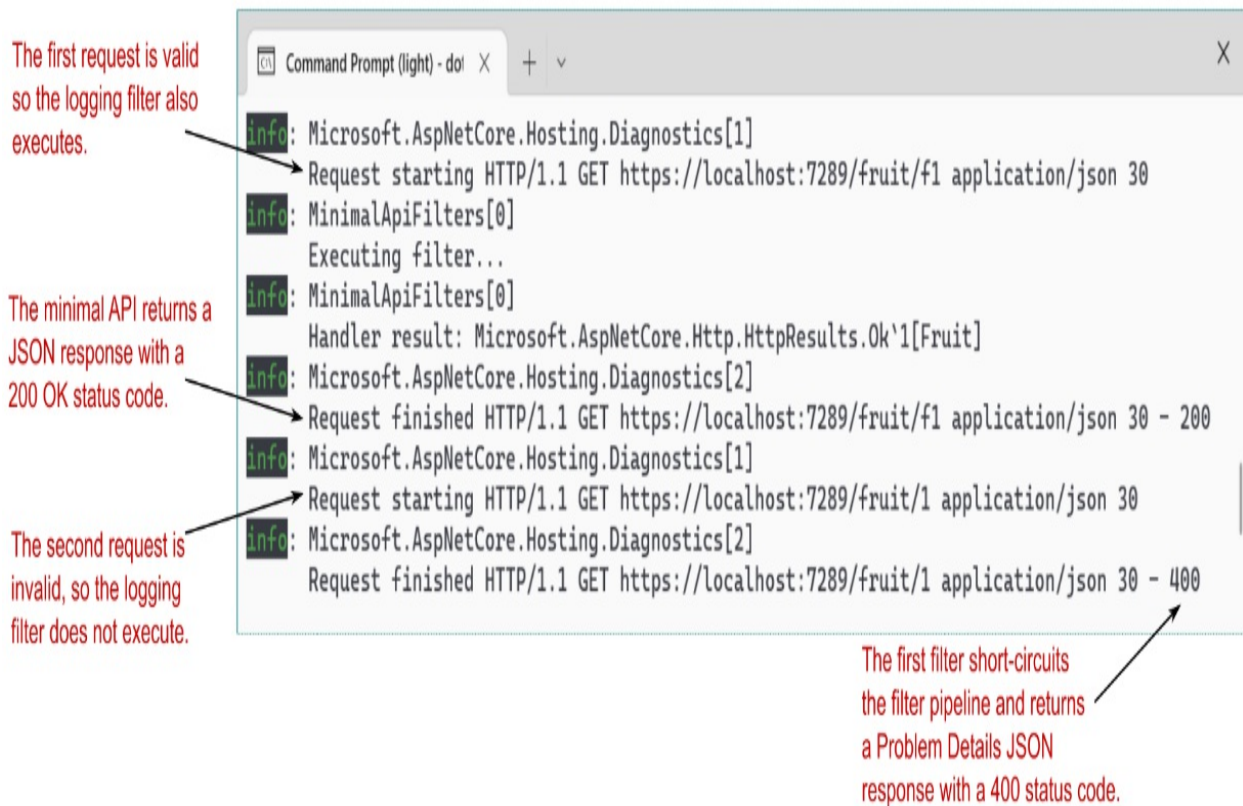 The first request is valid
so the logging filter also
executes.
Command Prompt (light) - dot
info: Microsoft.AspNetCore.Hosting.Diagnostics[1]
Request starting HTTP/1.1 GET https://localhost:7289/fruit/f1 application/json 30
info: MinimalApiFilters[0]
Executing filter...
info: MinimalApiFilters[0]
Handler result: Microsoft.AspNetCore.Http.HttpResults.Ok`1[Fruit]
The minimal API returns a
JSON response with a
200 OK status code.
info: Microsoft.AspNetCore.Hosting.Diagnostics[2]
Request finished HTTP/1.1 GET https://localhost:7289/fruit/f1 application/json 30 - 200
info: Microsoft.AspNetCore.Hosting.Diagnostics[1]
Request starting HTTP/1.1 GET https://localhost:7289/fruit/1 application/json 30
info: Microsoft.AspNetCore.Hosting.Diagnostics[2]
Request finished HTTP/1.1 GET https://localhost:7289/fruit/1 application/json 30 - 400
The second request is
invalid, so the logging
filter does not execute.
The first filter short-circuits
the filter pipeline and returns
a Problem Details JSON
response with a 400 status code.